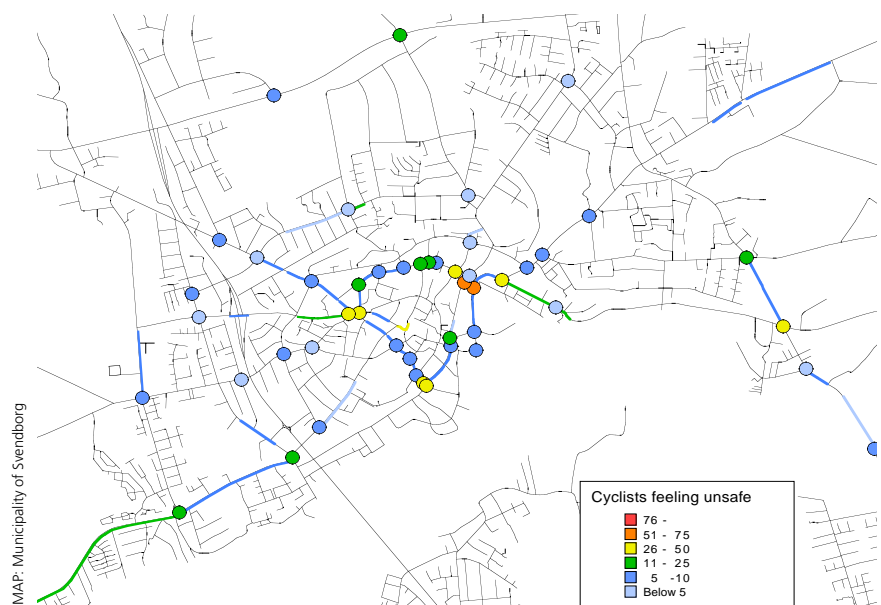 MAP: Municipality of Svendborg
Cyclists feeling unsafe
76 -
51 - 75
26 - 50
11 - 25
5 -10
Below 5